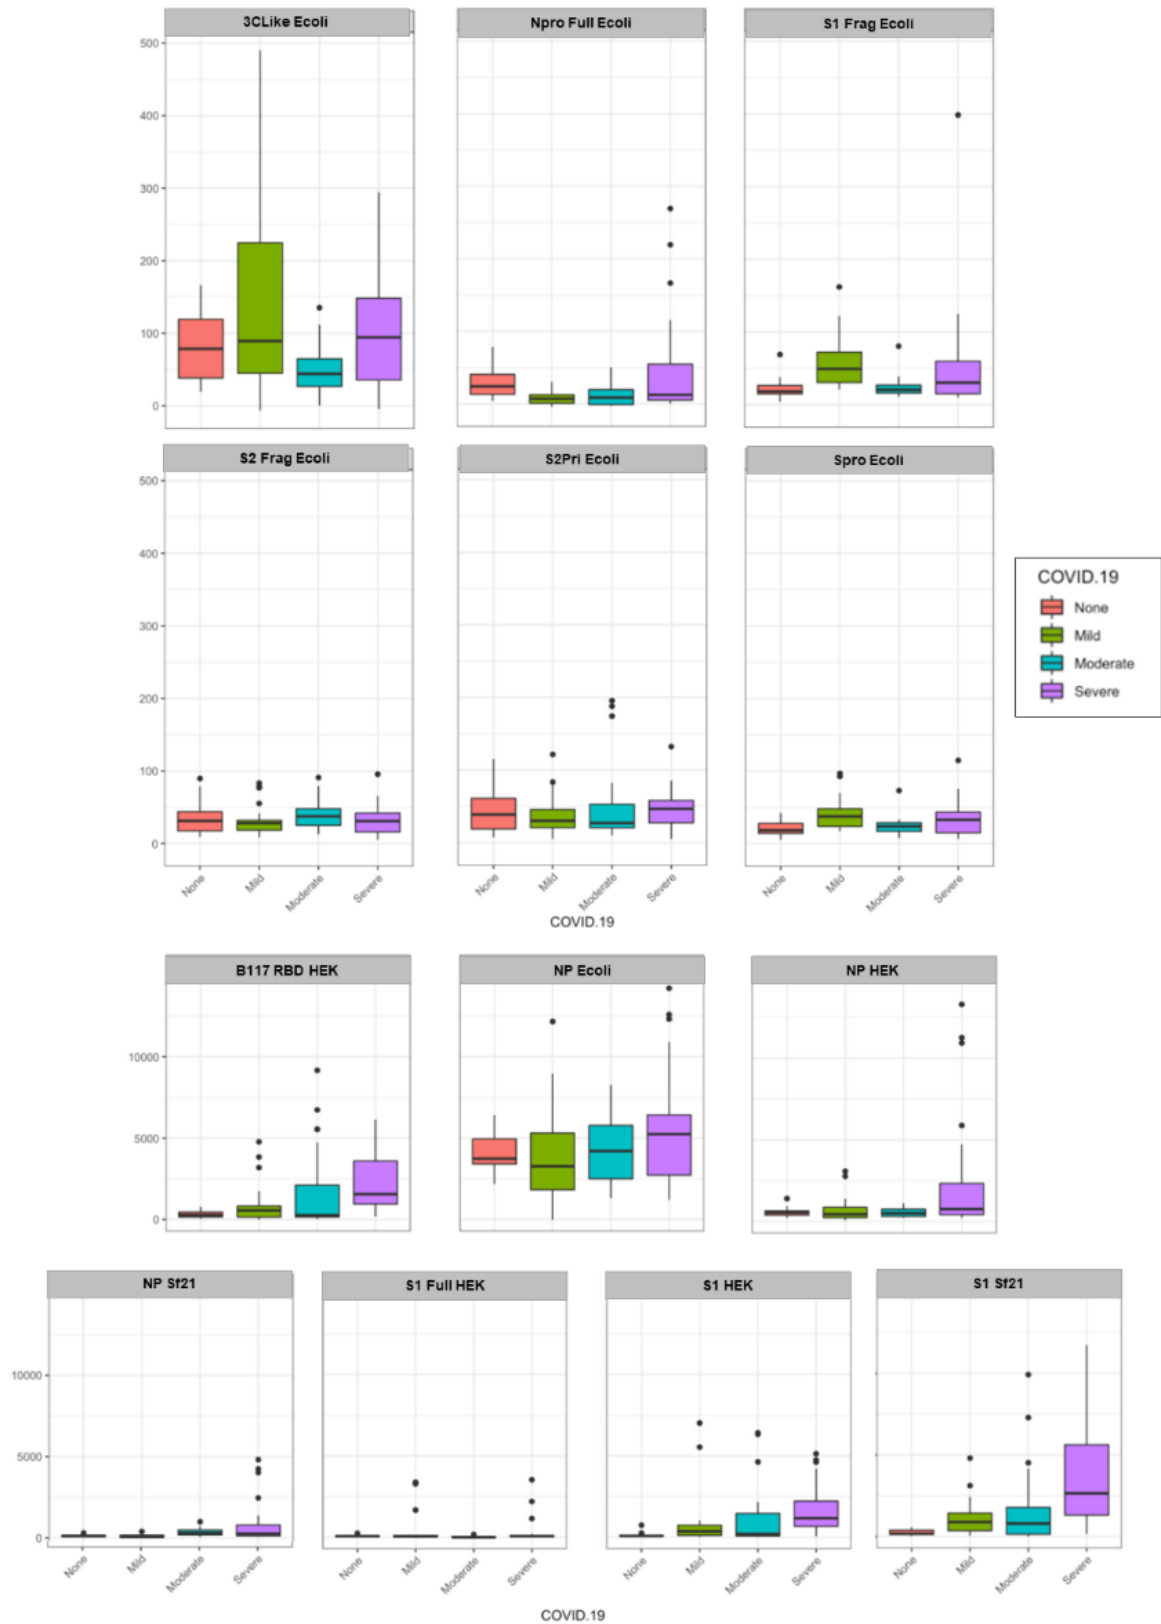 3CLike Ecoli
Npro Full Ecoli
S1 Frag Ecoli
500
400
300
200
100
0
S2 Frag Ecoli
S2Pri Ecoli
Spro Ecoli
500
400
300
200
100
0
None
Mild
Moderate
Severe
None
Mild
Moderate
Severe
None
Mild
Moderate
Severe
COVID.19
COVID.19
None
Mild
Moderate
Severe
B117 RBD HEK
NP Ecoli
NP HEK
10000
5000
0
NP Sf21
S1 Full HEK
S1 HEK
S1 Sf21
10000
5000
0
None
Mild
Moderate
Severe
None
Mild
Moderate
Severe
None
Mild
Moderate
Severe
None
Mild
Moderate
Severe
COVID.19